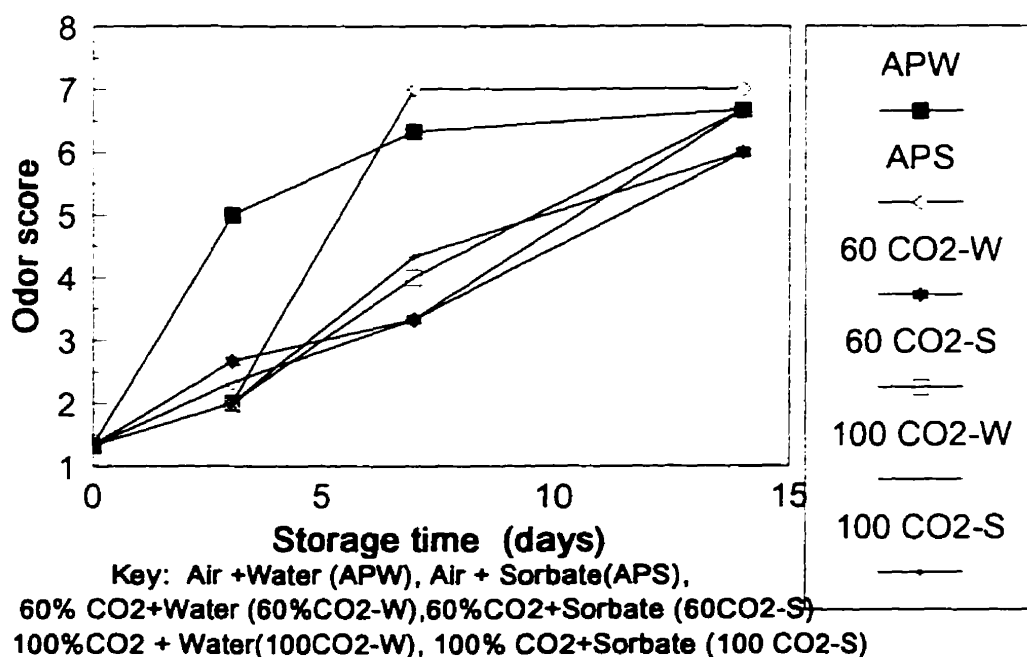 8
7
6
5
4
3
2
1
Odor score
0
5
10
15
Storage time (days)
APW
APS
60 CO2-W
60 CO2-S
100 CO2-W
100 CO2-S
Key: Air +Water (APW), Air + Sorbate(APS),
60% CO2+Water (60%CO2-W),60%CO2+Sorbate (60CO2-S)
100%CO2 + Water(100CO2-W), 100% CO2+Sorbate (100 CO2-S)